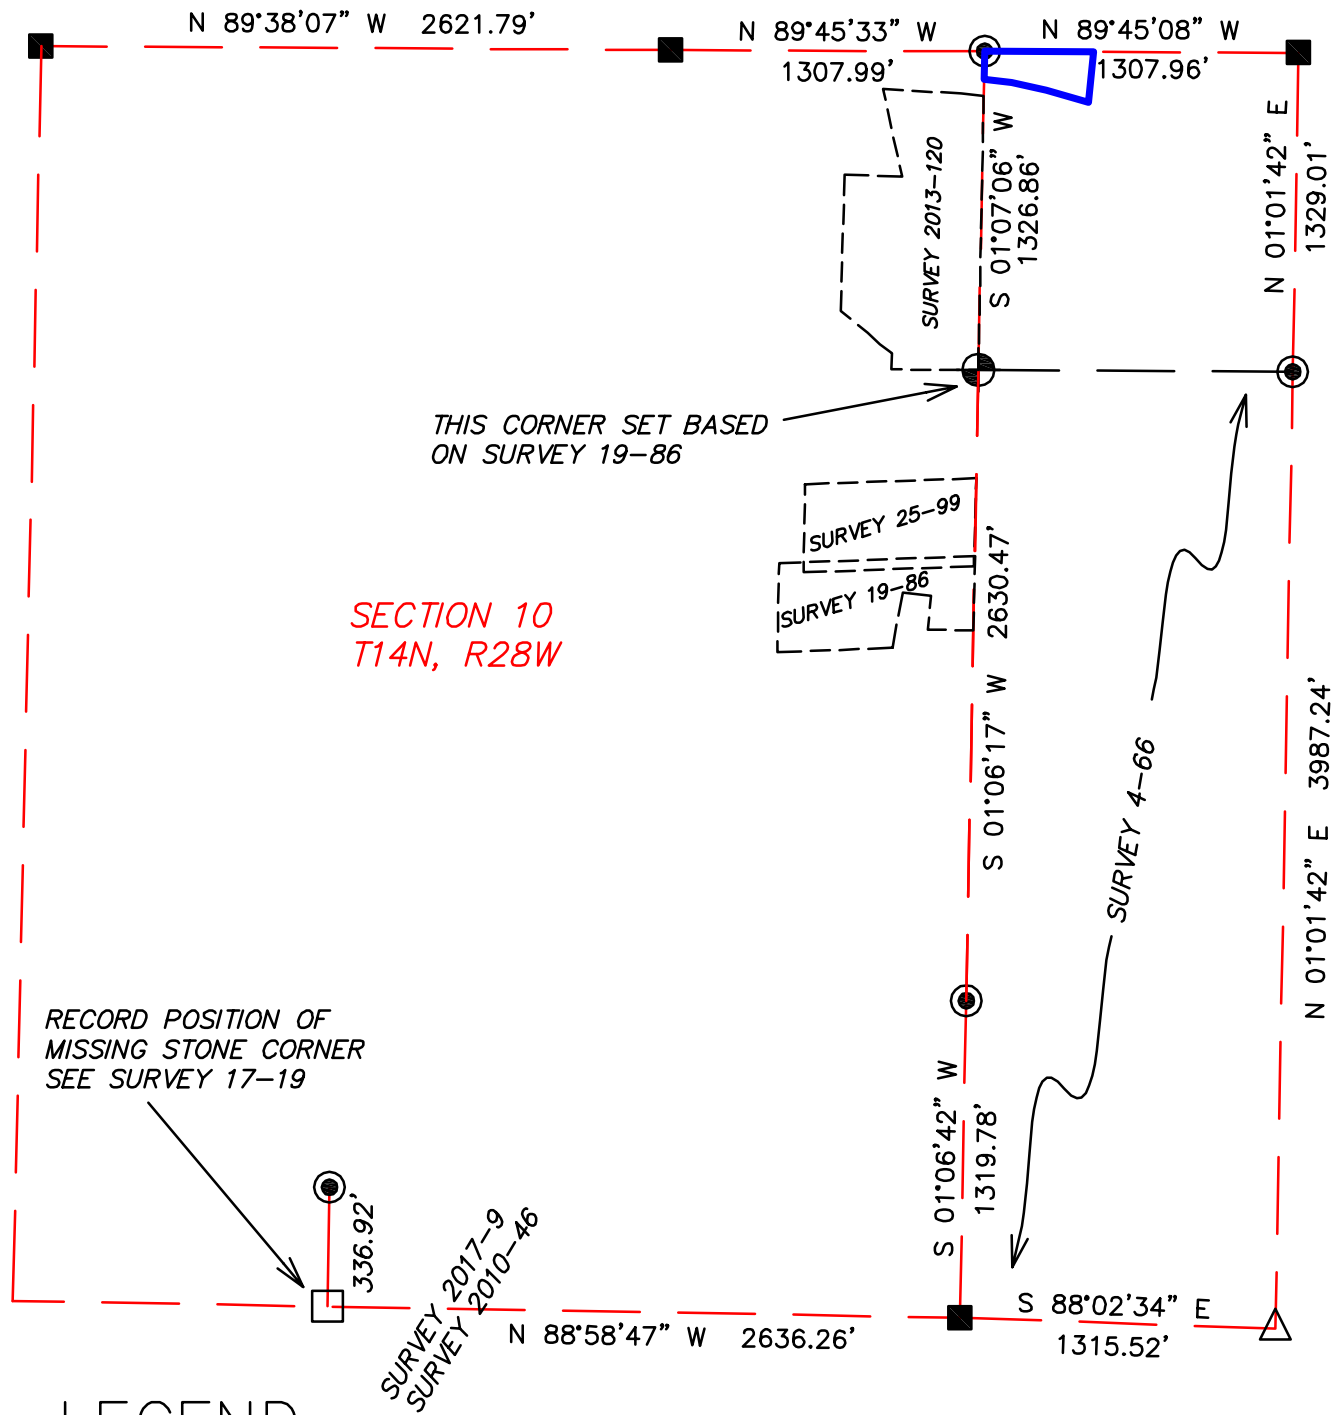 N 89°38'07" W 2621.79'
N 89°45'33" W
1307.99'
N 89°45'08" W
1307.96'
SURVEY 2013-120
S 01°07'06" W
1326.86'
N 01°01'42" E
1329.01'
THIS CORNER SET BASED
ON SURVEY 19-86
SURVEY 25-99
SURVEY 19-86
SECTION 10
T14N, R28W
S 01°06'17" W 2630.47'
SURVEY 4-66
N 01°01'42" E 3987.24'
RECORD POSITION OF
MISSING STONE CORNER
SEE SURVEY 17-19
336.92'
SURVEY 2017-9
SURVEY 2010-46
S 01°06'42" W
1319.78'
N 88°58'47" W 2636.26'
S 88°02'34" E
1315.52'
LEGEND